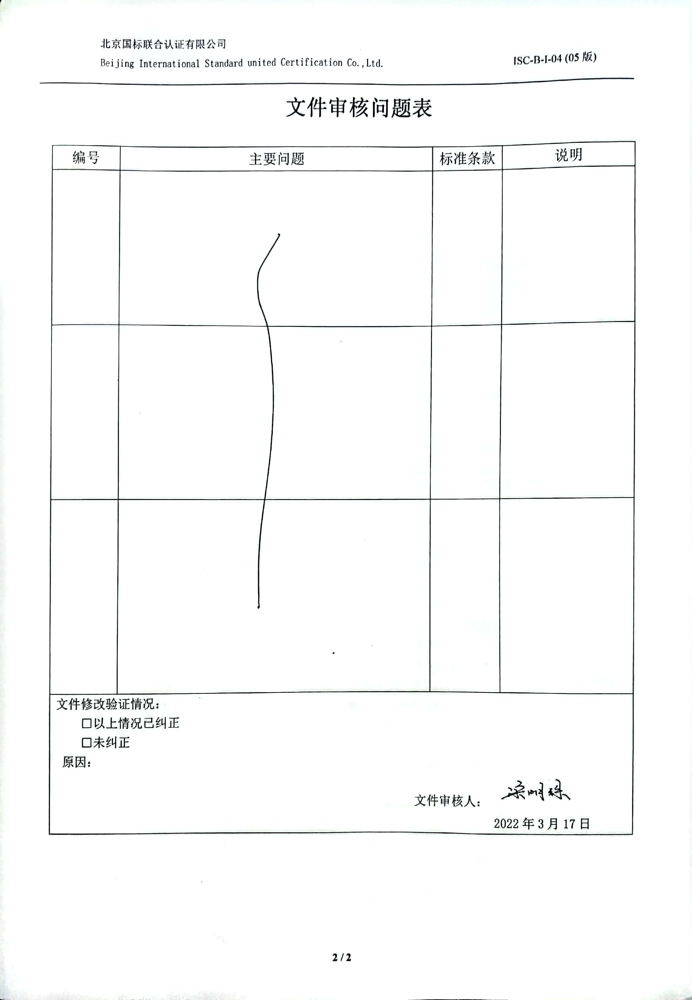 北京国标联合认证有限公司
Beijing International Standard united Certification Co.,Ltd.
ISC-B-I-04 (05 版)
文件审核问题表
编号 主要问题 标准条款 说明
文件修改验证情况：
□以上情况已纠正
□未纠正
原因：
文件审核人： 梁明珠
2022 年 3 月 17 日
2 / 2